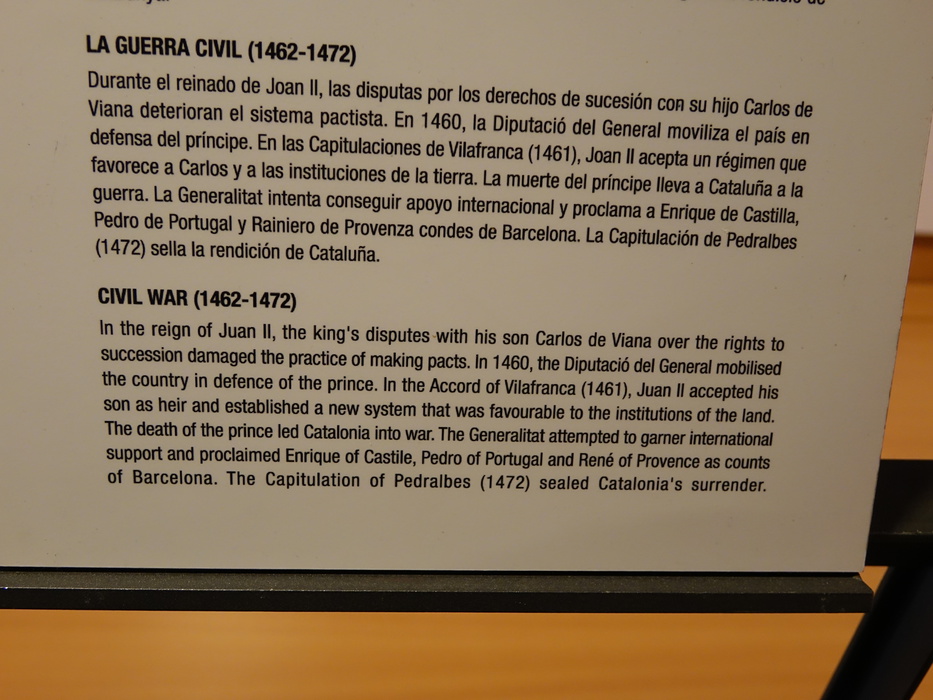 LA GUERRA CIVIL (1462-1472)
Durante el reinado de Joan II, las disputas por los derechos de sucesión con su hijo Carlos de
Viana deterioran el sistema pactista. En 1460, la Diputació del General moviliza el país en
defensa del príncipe. En las Capitulaciones de Vilafranca (1461), Joan II acepta un régimen que
favorece a Carlos y a las instituciones de la tierra. La muerte del príncipe lleva a Cataluña a la
guerra. La Generalitat intenta conseguir apoyo internacional y proclama a Enrique de Castilla,
Pedro de Portugal y Rainiero de Provenza condes de Barcelona. La Capitulación de Pedralbes
(1472) sella la rendición de Cataluña.
CIVIL WAR (1462-1472)
In the reign of Juan II, the king's disputes with his son Carlos de Viana over the rights to
succession damaged the practice of making pacts. In 1460, the Diputació del General mobilised
the country in defence of the prince. In the Accord of Vilafranca (1461), Juan II accepted his
son as heir and established a new system that was favourable to the institutions of the land.
The death of the prince led Catalonia into war. The Generalitat attempted to garner international
support and proclaimed Enrique of Castile, Pedro of Portugal and René of Provence as counts
of Barcelona. The Capitulation of Pedralbes (1472) sealed Catalonia's surrender.